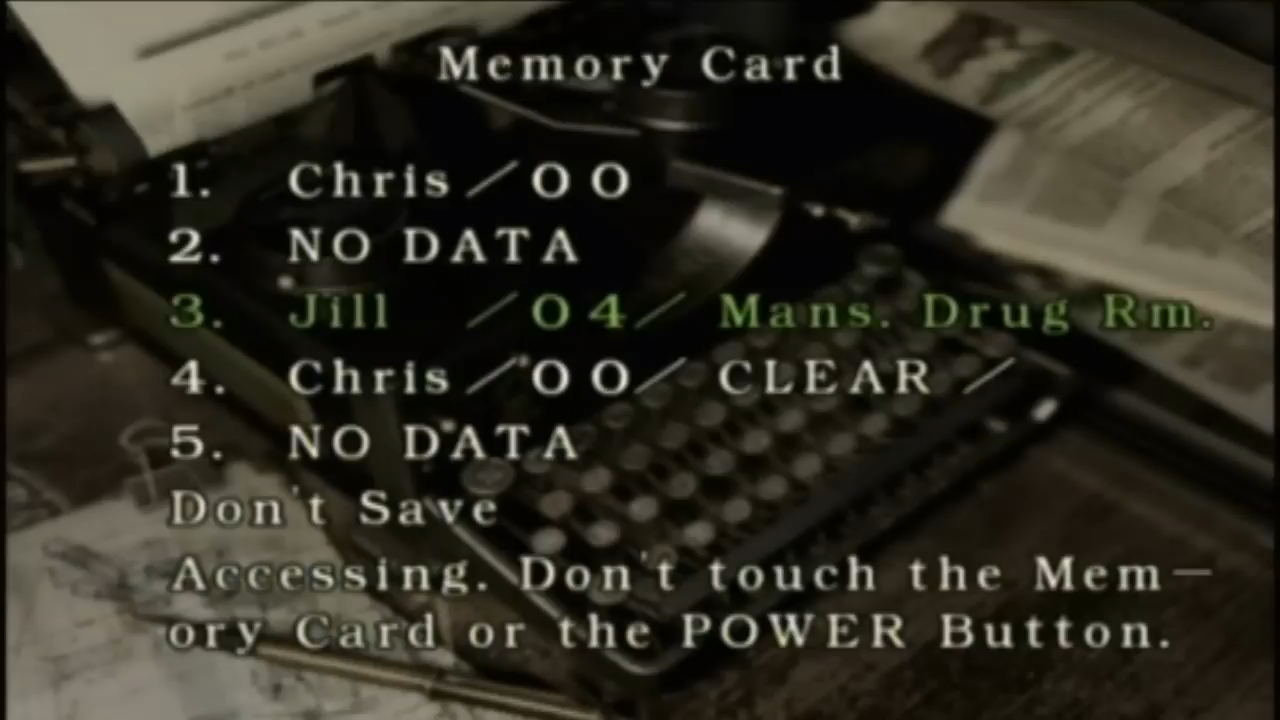 Memory Card
1. Chris/00
2. NO DATA
3. Jill /04/ Mans. Drug Rm.
4. Chris/00/ CLEAR /
5. NO DATA
Don't Save
Accessing. Don't touch the Mem-
ory Card or the POWER Button.